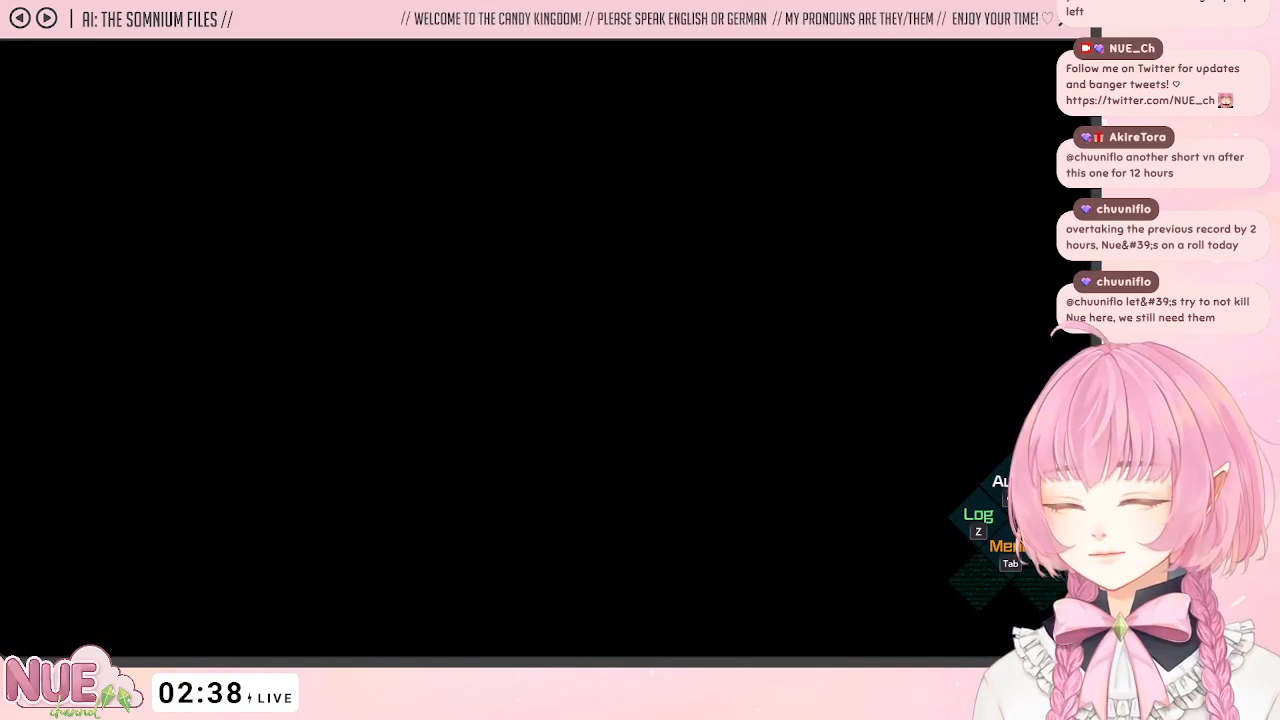 AI: THE SOMNIUM FILES //
// WELCOME TO THE CANDY KINGDOM! // PLEASE SPEAK ENGLISH OR GERMAN // MY PRONOUNS ARE THEY/THEM // ENJOY YOUR TIME! ♡
left
NUE_Ch
Follow me on Twitter for updates
and banger tweets! ♡
https://twitter.com/NUE_ch
AkireTora
@chuuniflo another short vn after
this one for 12 hours
chuuniflo
overtaking the previous record by 2
hours, Nue&#39;s on a roll today
chuuniflo
@chuuniflo let&#39;s try to not kill
Nue here, we still need them
Log
Z
Tab
NUE
channel
02:38 LIVE